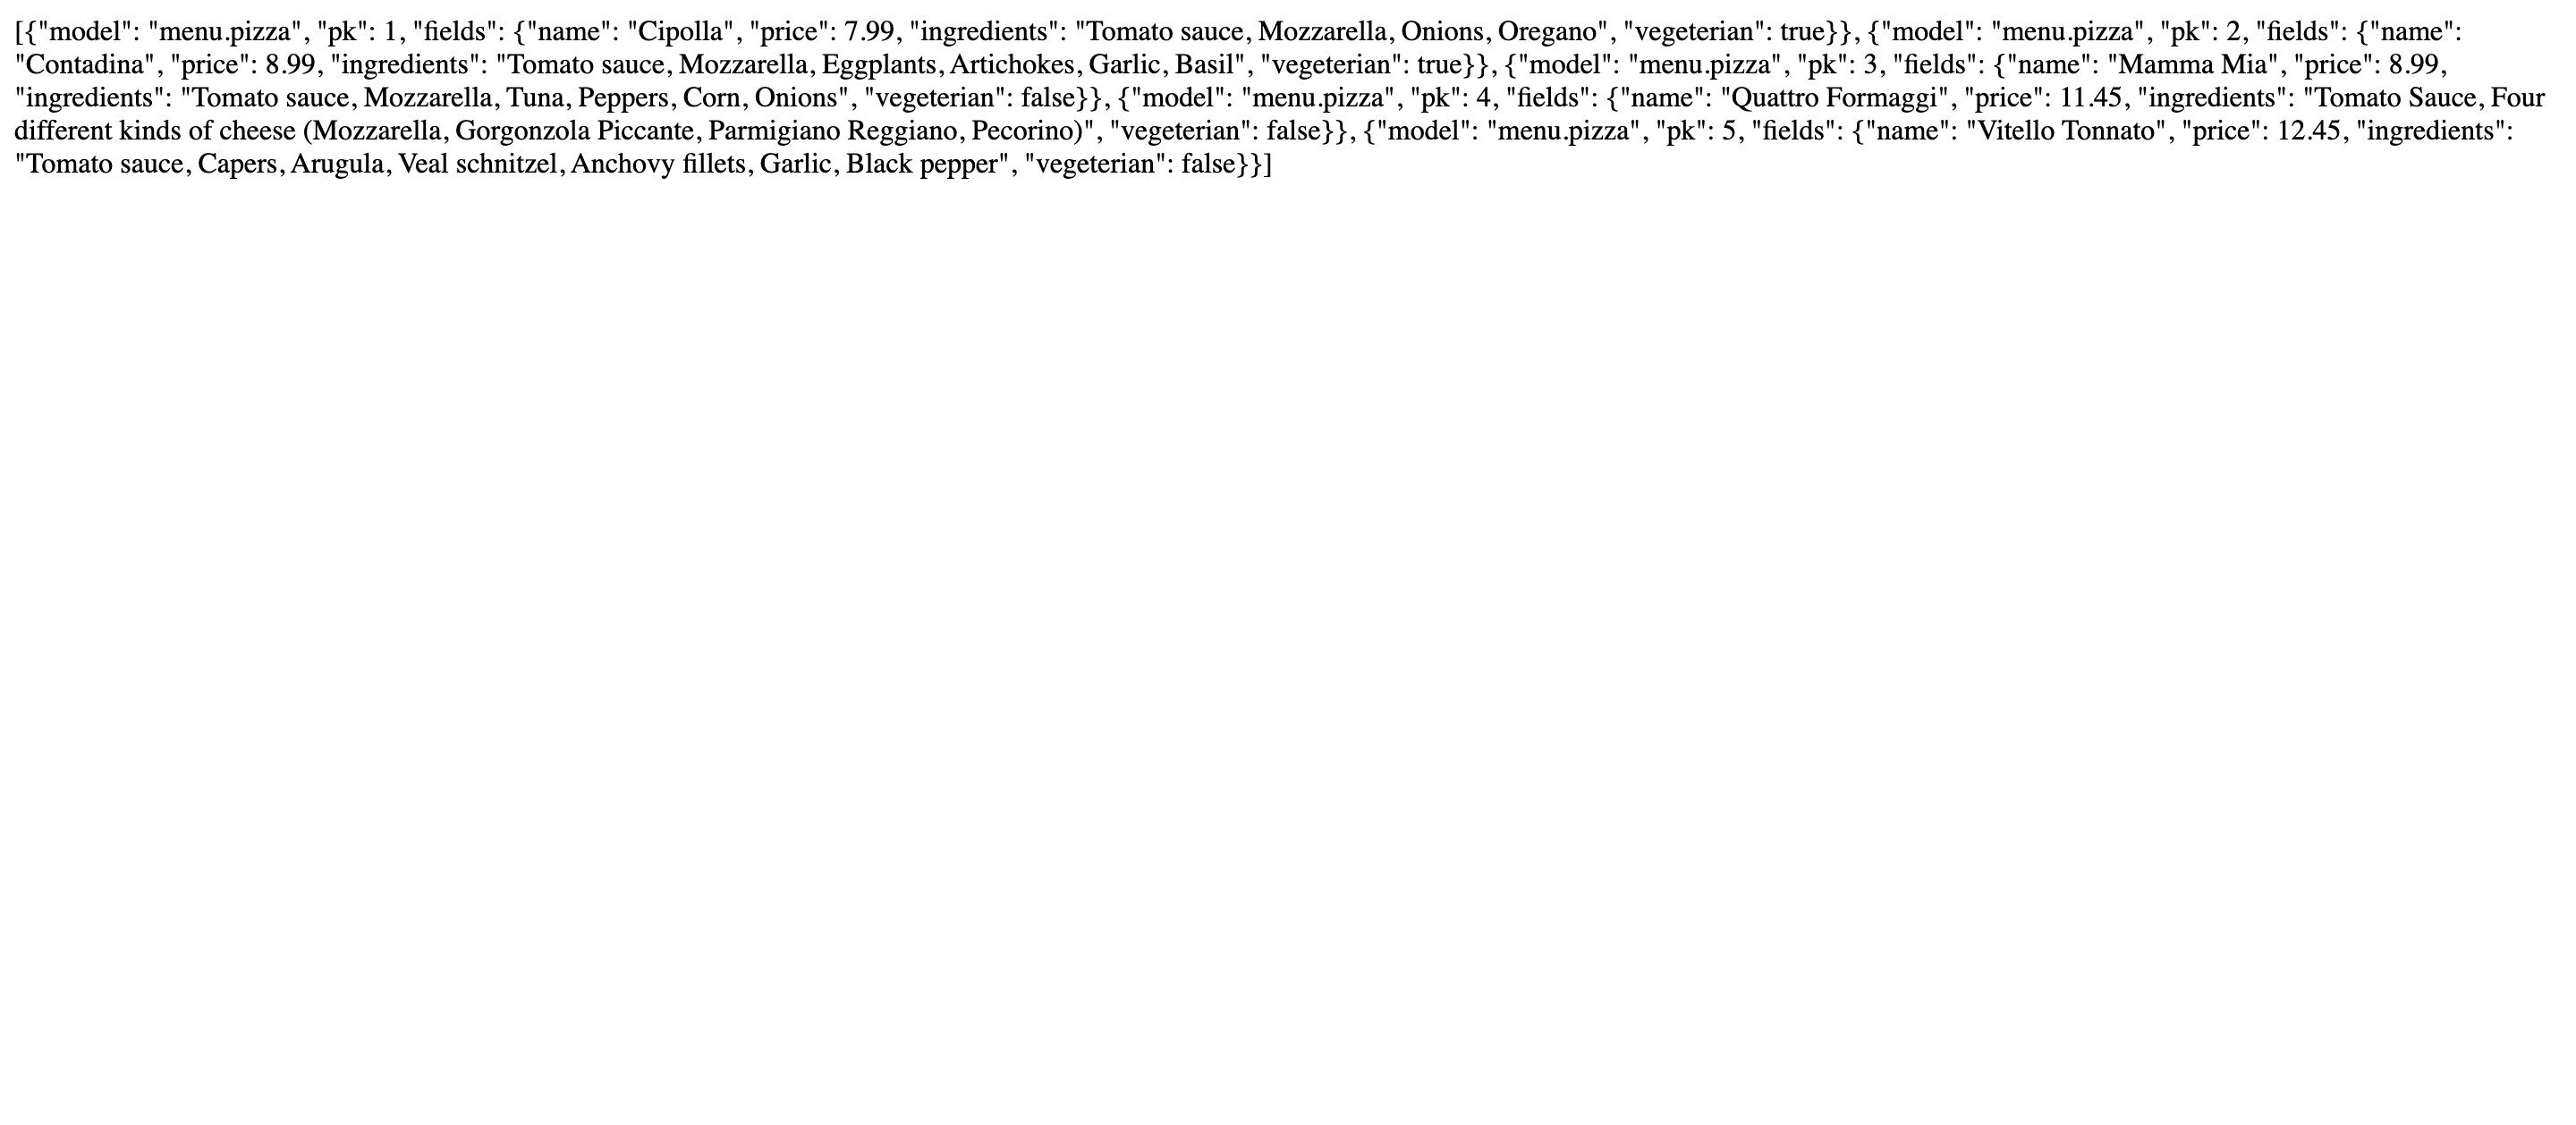 [{"model": "menu.pizza", "pk": 1, "fields": {"name": "Cipolla", "price": 7.99, "ingredients": "Tomato sauce, Mozzarella, Onions, Oregano", "vegeterian": true}}, {"model": "menu.pizza", "pk": 2, "fields": {"name":
"Contadina", "price": 8.99, "ingredients": "Tomato sauce, Mozzarella, Eggplants, Artichokes, Garlic, Basil", "vegeterian": true}}, {"model": "menu.pizza", "pk": 3, "fields": {"name": "Mamma Mia", "price": 8.99,
"ingredients": "Tomato sauce, Mozzarella, Tuna, Peppers, Corn, Onions", "vegeterian": false}}, {"model": "menu.pizza", "pk": 4, "fields": {"name": "Quattro Formaggi", "price": 11.45, "ingredients": "Tomato Sauce, Four
different kinds of cheese (Mozzarella, Gorgonzola Piccante, Parmigiano Reggiano, Pecorino)", "vegeterian": false}}, {"model": "menu.pizza", "pk": 5, "fields": {"name": "Vitello Tonnato", "price": 12.45, "ingredients":
"Tomato sauce, Capers, Arugula, Veal schnitzel, Anchovy fillets, Garlic, Black pepper", "vegeterian": false}}]